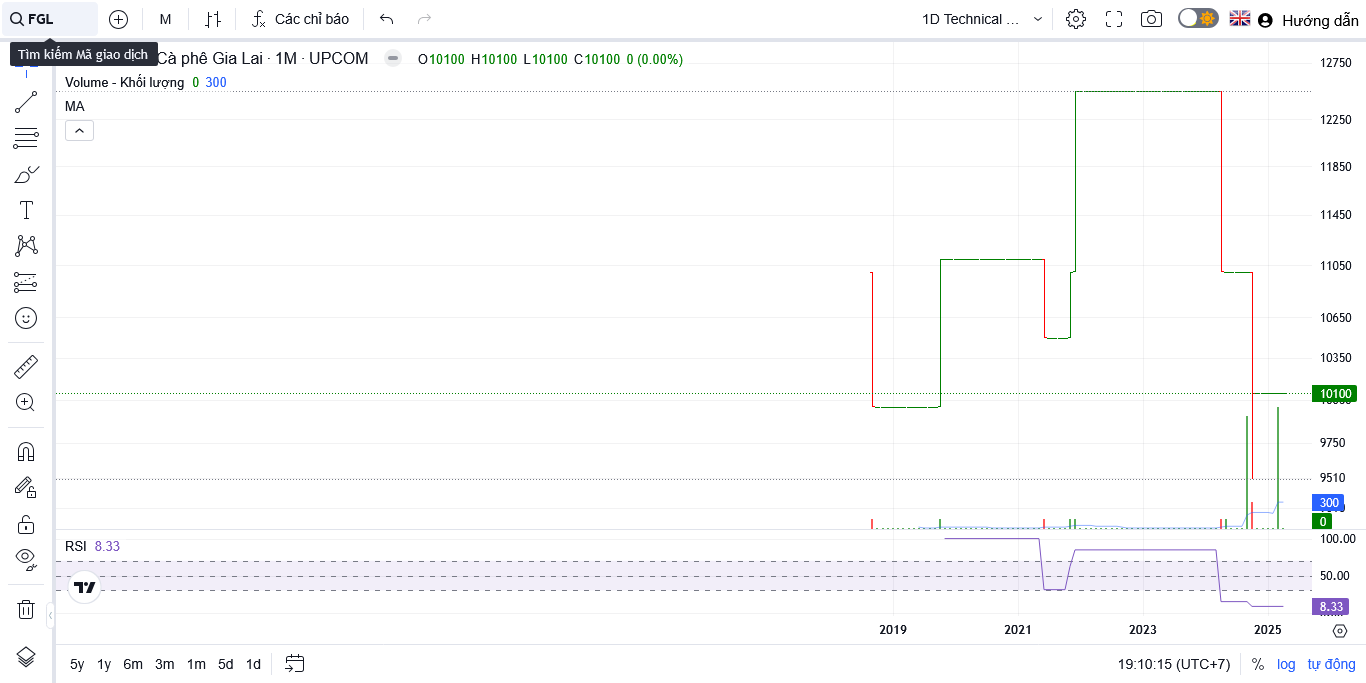 FGL
M
Các chỉ báo
1D Technical ...
Hướng dẫn
Tìm kiếm Mã giao dịch
Cà phê Gia Lai · 1M · UPCOM
O10100 H10100 L10100 C10100 0 (0.00%)
Volume - Khối lượng 0 300
MA
12750
12250
11850
11450
11050
10650
10350
10100
9750
9510
300
0
RSI 8.33
100.00
50.00
8.33
2019 2021 2023 2025
5y 1y 6m 3m 1m 5d 1d
19:10:15 (UTC+7) % log tự động